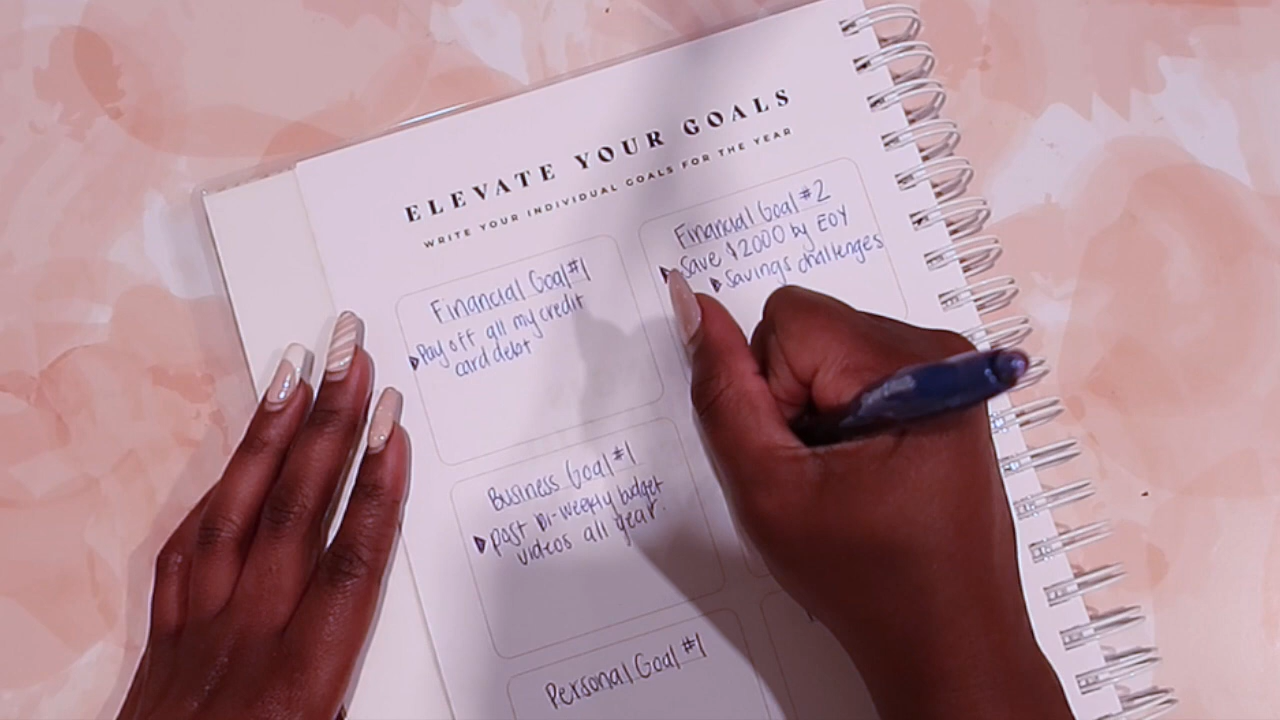 ELEVATE YOUR GOALS
WRITE YOUR INDIVIDUAL GOALS FOR THE YEAR
Financial Goal #1
Pay off all my credit
card debt
Financial Goal #2
Save $2000 by EOY
Savings challenges
Business Goal #1
post bi-weekly budget
videos all year.
Personal Goal #1